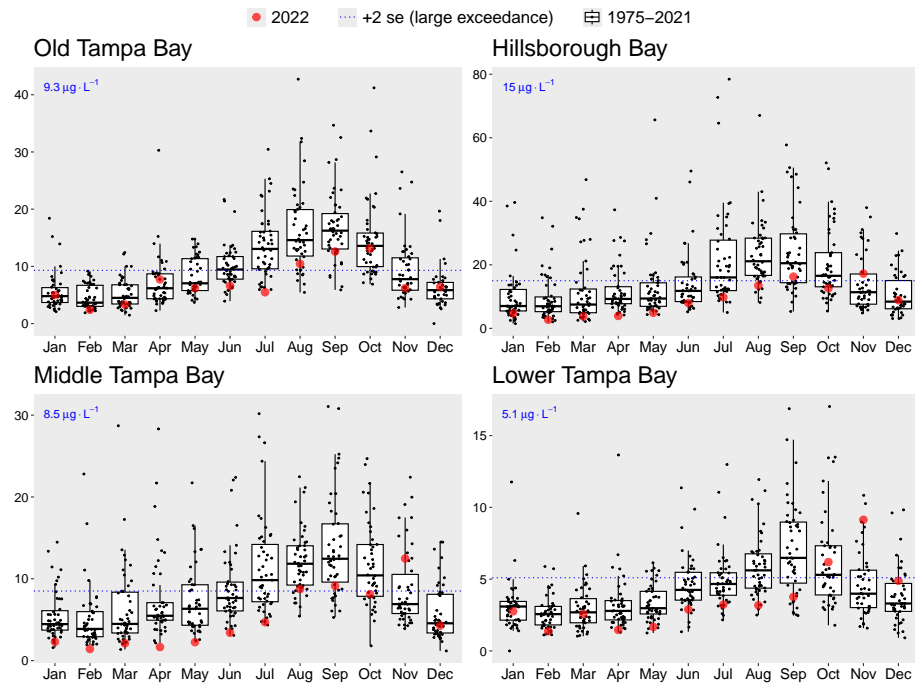 2022 +2 se (large exceedance) 1975−2021
Old Tampa Bay
9.3 μg⋅L⁻¹
40
30
20
10
0
Jan Feb Mar Apr May Jun Jul Aug Sep Oct Nov Dec
Hillsborough Bay
15 μg⋅L⁻¹
80
60
40
20
0
Jan Feb Mar Apr May Jun Jul Aug Sep Oct Nov Dec
Middle Tampa Bay
8.5 μg⋅L⁻¹
30
20
10
0
Jan Feb Mar Apr May Jun Jul Aug Sep Oct Nov Dec
Lower Tampa Bay
5.1 μg⋅L⁻¹
15
10
5
0
Jan Feb Mar Apr May Jun Jul Aug Sep Oct Nov Dec